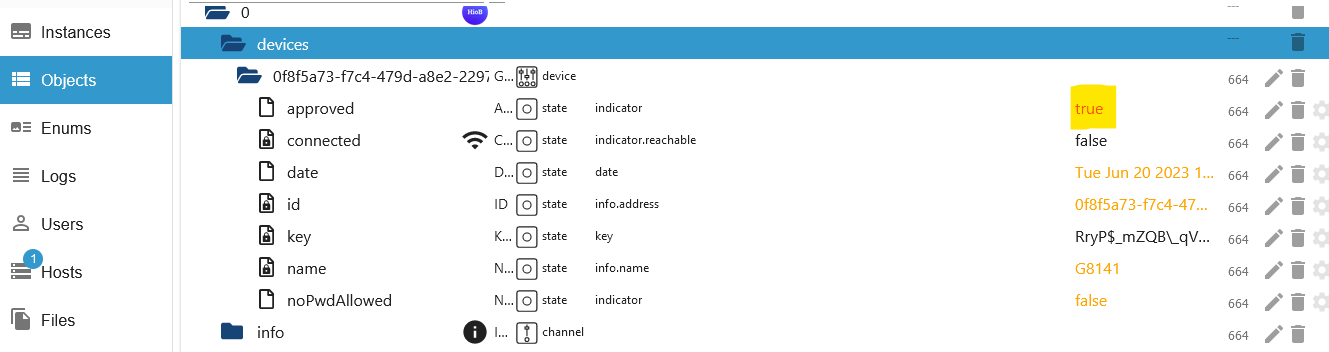 Instances
Objects
Enums
Logs
Users
1
Hosts
Files
0 HioB ---
devices ---
0f8f5a73-f7c4-479d-a8e2-2297 G... device 664
approved A... state indicator true 664
connected C... state indicator.reachable false 664
date D... state date Tue Jun 20 2023 1... 664
id ID state info.address 0f8f5a73-f7c4-47... 664
key K... state key RryP$_mZQB\_qV... 664
name N... state info.name G8141 664
noPwdAllowed N... state indicator false 664
info I... channel 664